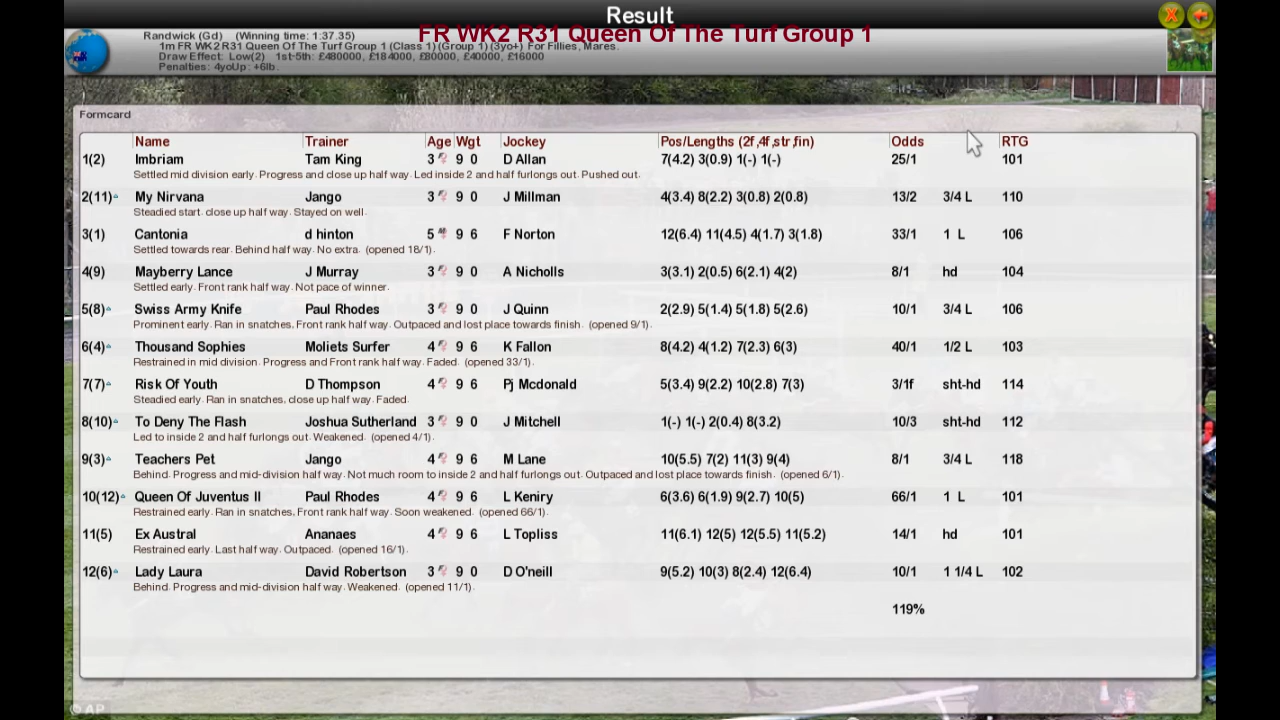 Result
FR WK2 R31 Queen Of The Turf Group 1
Randwick (Gd) (Winning time: 1:37.35)
1m FR WK2 R31 Queen Of The Turf Group 1 (Class 1) (Group 1) (3yo+) For Fillies, Mares.
Draw Effect: Low(2) 1st-5th: £480000, £184000, £80000, £40000, £16000
Penalties: 4yoUp: +6lb.
Formcard
Name Trainer Age Wgt Jockey Pos/Lengths (2f,4f,str,fin) Odds RTG
1(2) Imbriam Tam King 3 9 0 D Allan 7(4.2) 3(0.9) 1(-) 1(-) 25/1 101
Settled mid division early. Progress and close up half way. Led inside 2 and half furlongs out. Pushed out.
2(11) My Nirvana Jango 3 9 0 J Millman 4(3.4) 8(2.2) 3(0.8) 2(0.8) 13/2 3/4 L 110
Steadied start. close up half way. Stayed on well.
3(1) Cantonia d hinton 5 9 6 F Norton 12(6.4) 11(4.5) 4(1.7) 3(1.8) 33/1 1 L 106
Settled towards rear. Behind half way. No extra. (opened 18/1).
4(9) Mayberry Lance J Murray 3 9 0 A Nicholls 3(3.1) 2(0.5) 6(2.1) 4(2) 8/1 hd 104
Settled early. Front rank half way. Not pace of winner.
5(8) Swiss Army Knife Paul Rhodes 3 9 0 J Quinn 2(2.9) 5(1.4) 5(1.8) 5(2.6) 10/1 3/4 L 106
Prominent early. Ran in snatches, Front rank half way. Outpaced and lost place towards finish. (opened 9/1).
6(4) Thousand Sophies Moliets Surfer 4 9 6 K Fallon 8(4.2) 4(1.2) 7(2.3) 6(3) 40/1 1/2 L 103
Restrained in mid division. Progress and Front rank half way. Faded. (opened 33/1).
7(7) Risk Of Youth D Thompson 4 9 6 Pj Mcdonald 5(3.4) 9(2.2) 10(2.8) 7(3) 3/1f sht-hd 114
Steadied early. Ran in snatches, close up half way. Faded.
8(10) To Deny The Flash Joshua Sutherland 3 9 0 J Mitchell 1(-) 1(-) 2(0.4) 8(3.2) 10/3 sht-hd 112
Led to inside 2 and half furlongs out. Weakened. (opened 4/1).
9(3) Teachers Pet Jango 4 9 6 M Lane 10(5.5) 7(2) 11(3) 9(4) 8/1 3/4 L 118
Behind. Progress and mid-division half way. Not much room to inside 2 and half furlongs out. Outpaced and lost place towards finish. (opened 6/1).
10(12) Queen Of Juventus II Paul Rhodes 4 9 6 L Keniry 6(3.6) 6(1.9) 9(2.7) 10(5) 66/1 1 L 101
Restrained early. Ran in snatches, Front rank half way. Soon weakened. (opened 66/1).
11(5) Ex Austral Ananaes 4 9 6 L Topliss 11(6.1) 12(5) 12(5.5) 11(5.2) 14/1 hd 101
Restrained early. Last half way. Outpaced. (opened 16/1).
12(6) Lady Laura David Robertson 3 9 0 D O'neill 9(5.2) 10(3) 8(2.4) 12(6.4) 10/1 1 1/4 L 102
Behind. Progress and mid-division half way. Weakened. (opened 11/1).
119%
© AP